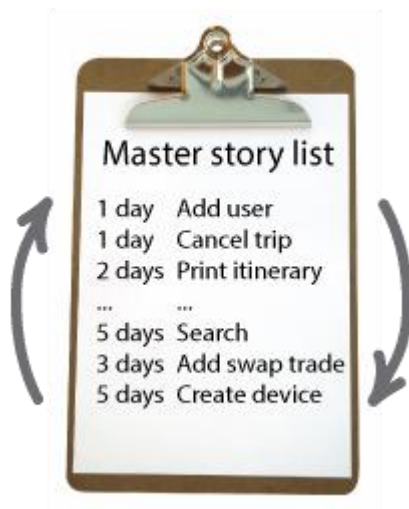 Master story list
1 day Add user
1 day Cancel trip
2 days Print itinerary
... ...
5 days Search
3 days Add swap trade
5 days Create device